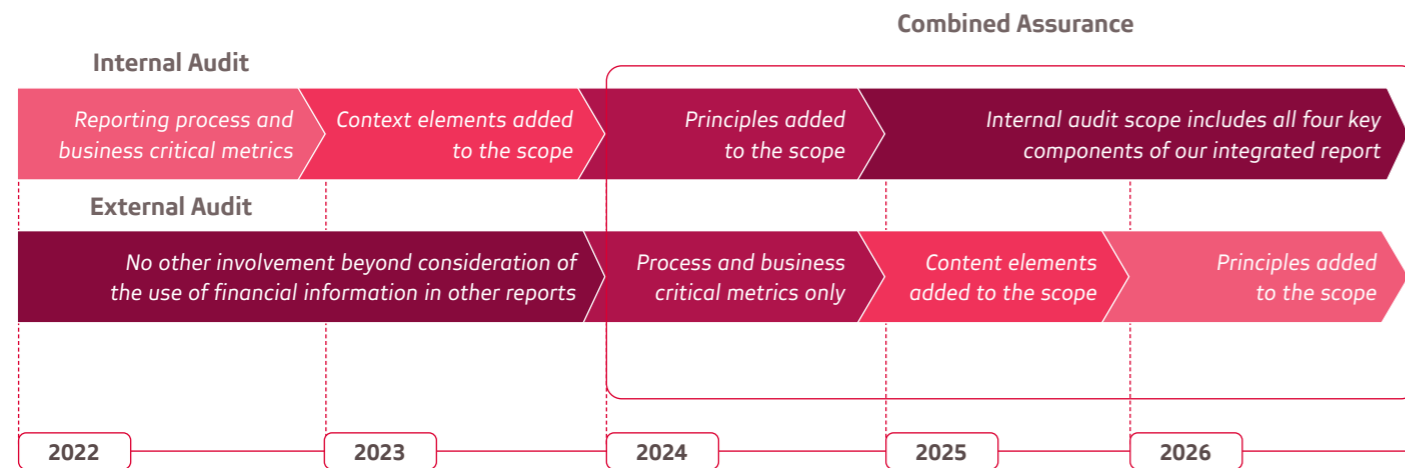 Combined Assurance
Internal Audit
Reporting process and
business critical metrics
Context elements added
to the scope
Principles added
to the scope
Internal audit scope includes all four key
components of our integrated report
External Audit
No other involvement beyond consideration of
the use of financial information in other reports
Process and business
critical metrics only
Content elements
added to the scope
Principles added
to the scope
2022
2023
2024
2025
2026